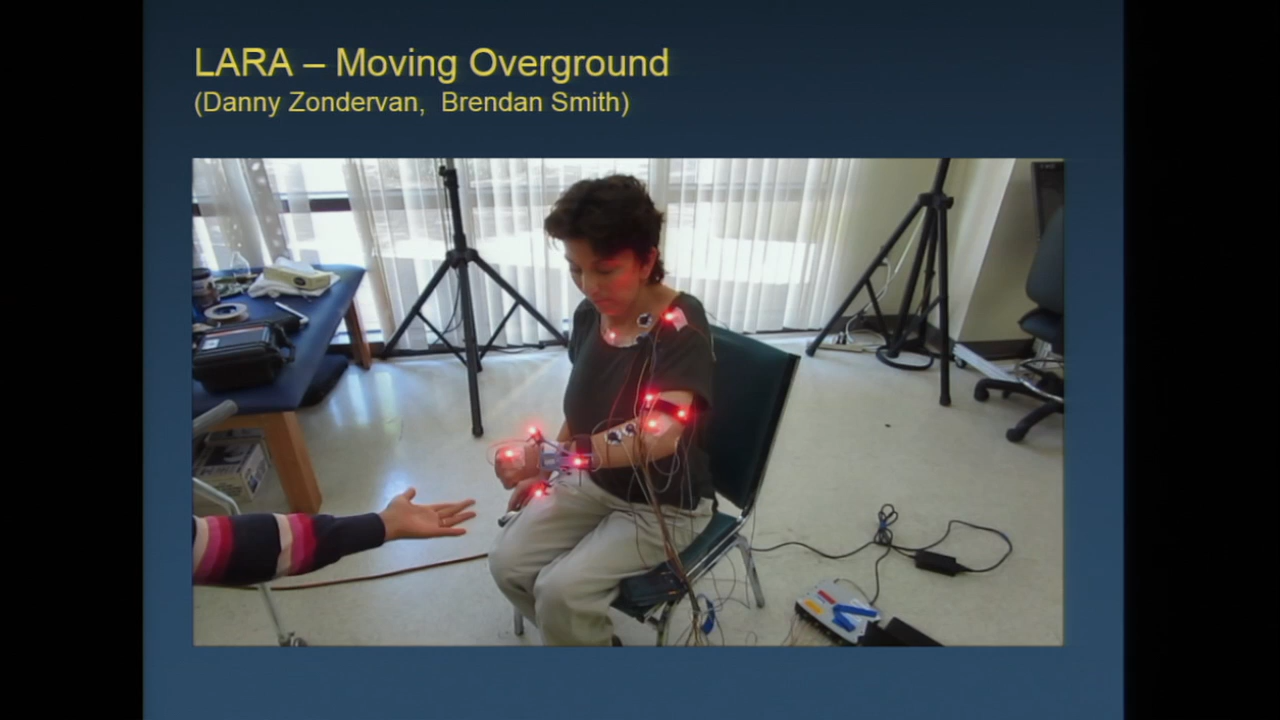 LARA – Moving Overground
(Danny Zondervan, Brendan Smith)